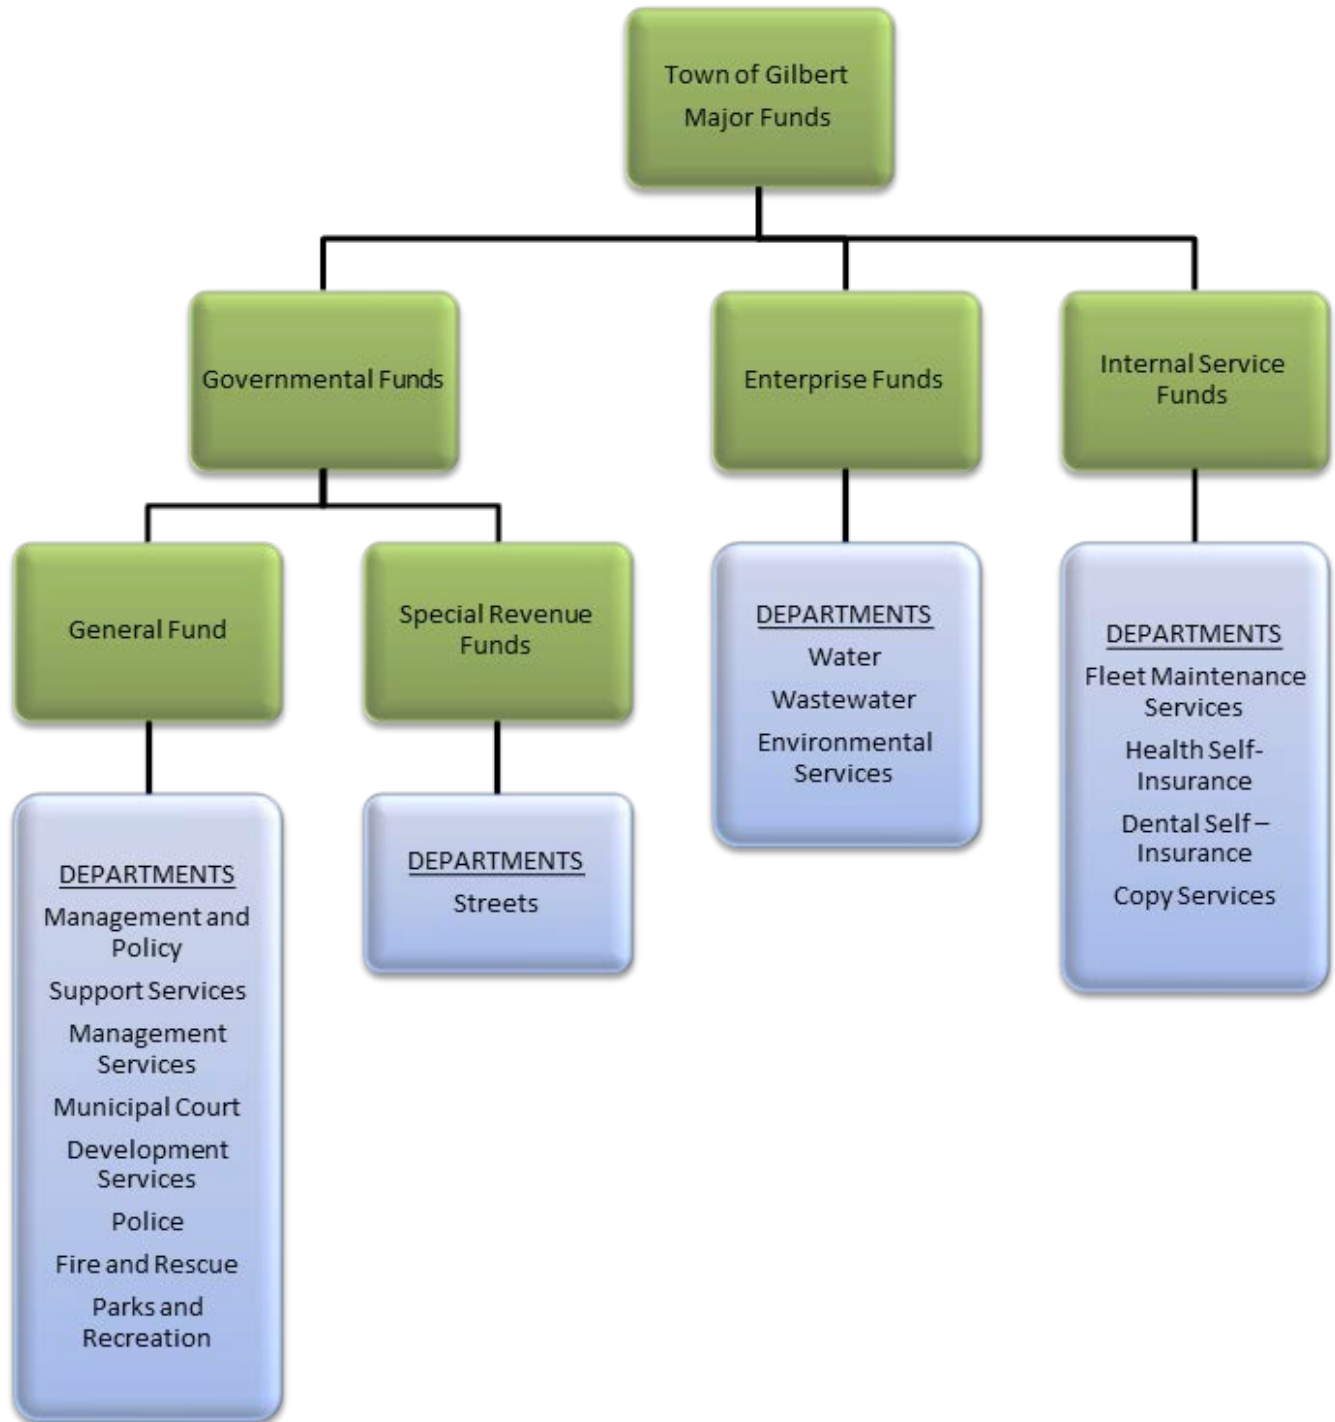 Town of Gilbert
Major Funds
Governmental Funds
Enterprise Funds
Internal Service
Funds
General Fund
Special Revenue
Funds
DEPARTMENTS
Water
Wastewater
Environmental
Services
DEPARTMENTS
Fleet Maintenance
Services
Health Self-
Insurance
Dental Self –
Insurance
Copy Services
DEPARTMENTS
Management and
Policy
Support Services
Management
Services
Municipal Court
Development
Services
Police
Fire and Rescue
Parks and
Recreation
DEPARTMENTS
Streets